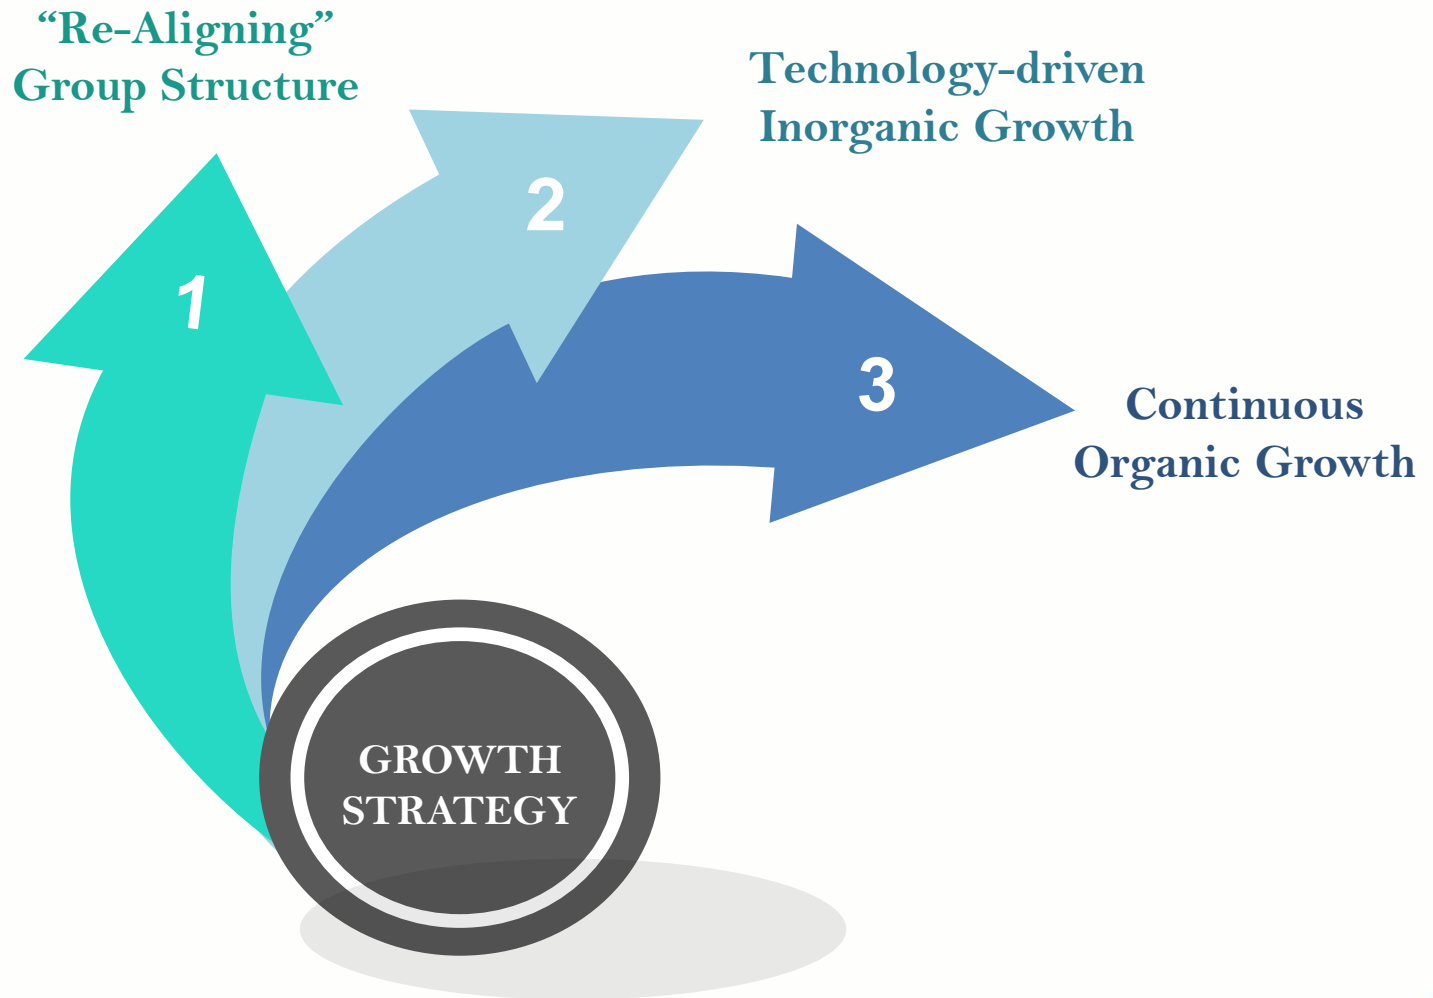 “Re-Aligning”
Group Structure
Technology-driven
Inorganic Growth
1
2
3
Continuous
Organic Growth
GROWTH
STRATEGY